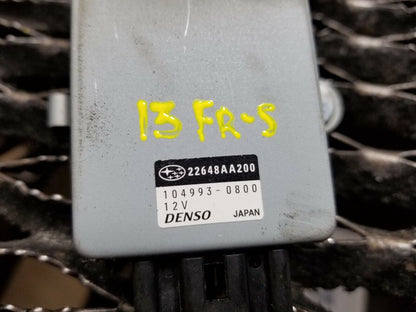 13 FR-S
22648AA200
104993-0800
12V
DENSO JAPAN